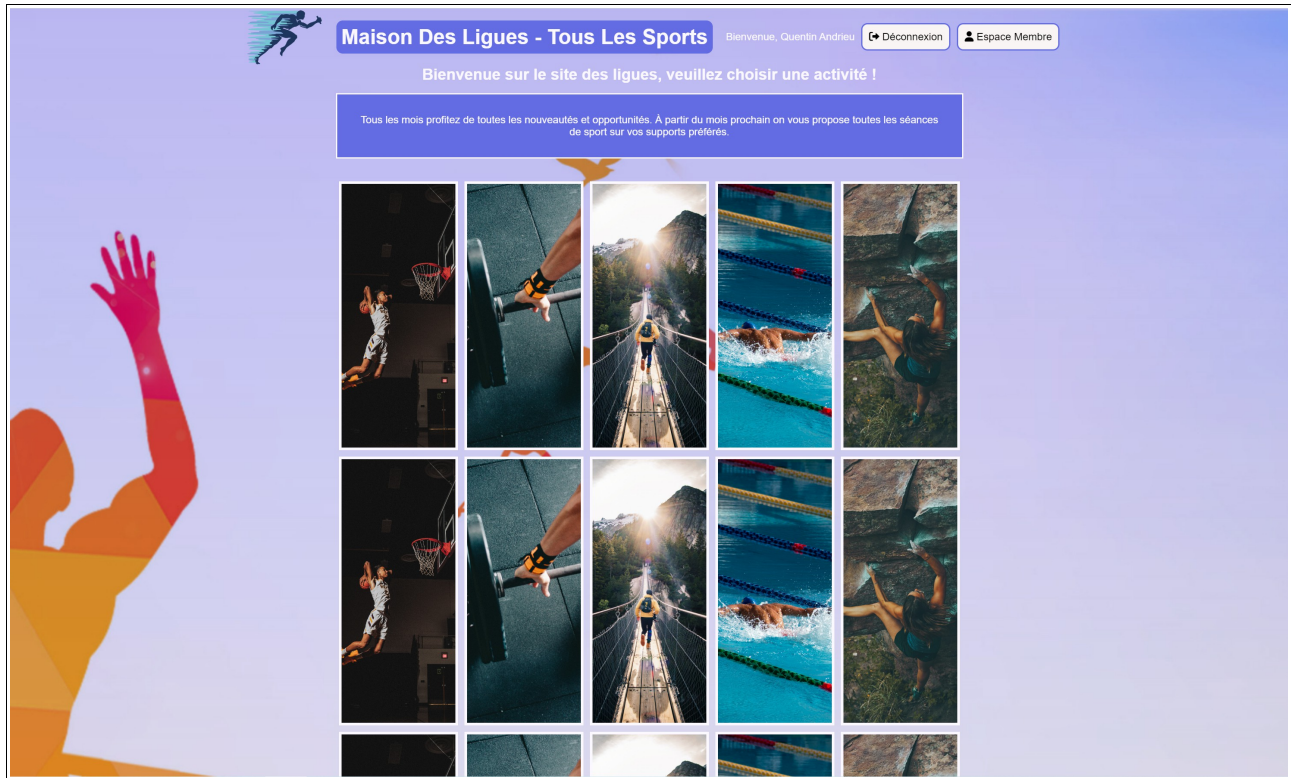 Maison Des Ligues - Tous Les Sports
Bienvenue, Quentin Andrieu
Déconnexion
Espace Membre
Bienvenue sur le site des ligues, veuillez choisir une activité !
Tous les mois profitez de toutes les nouveautés et opportunités. À partir du mois prochain on vous propose toutes les séances
de sport sur vos supports préférés.